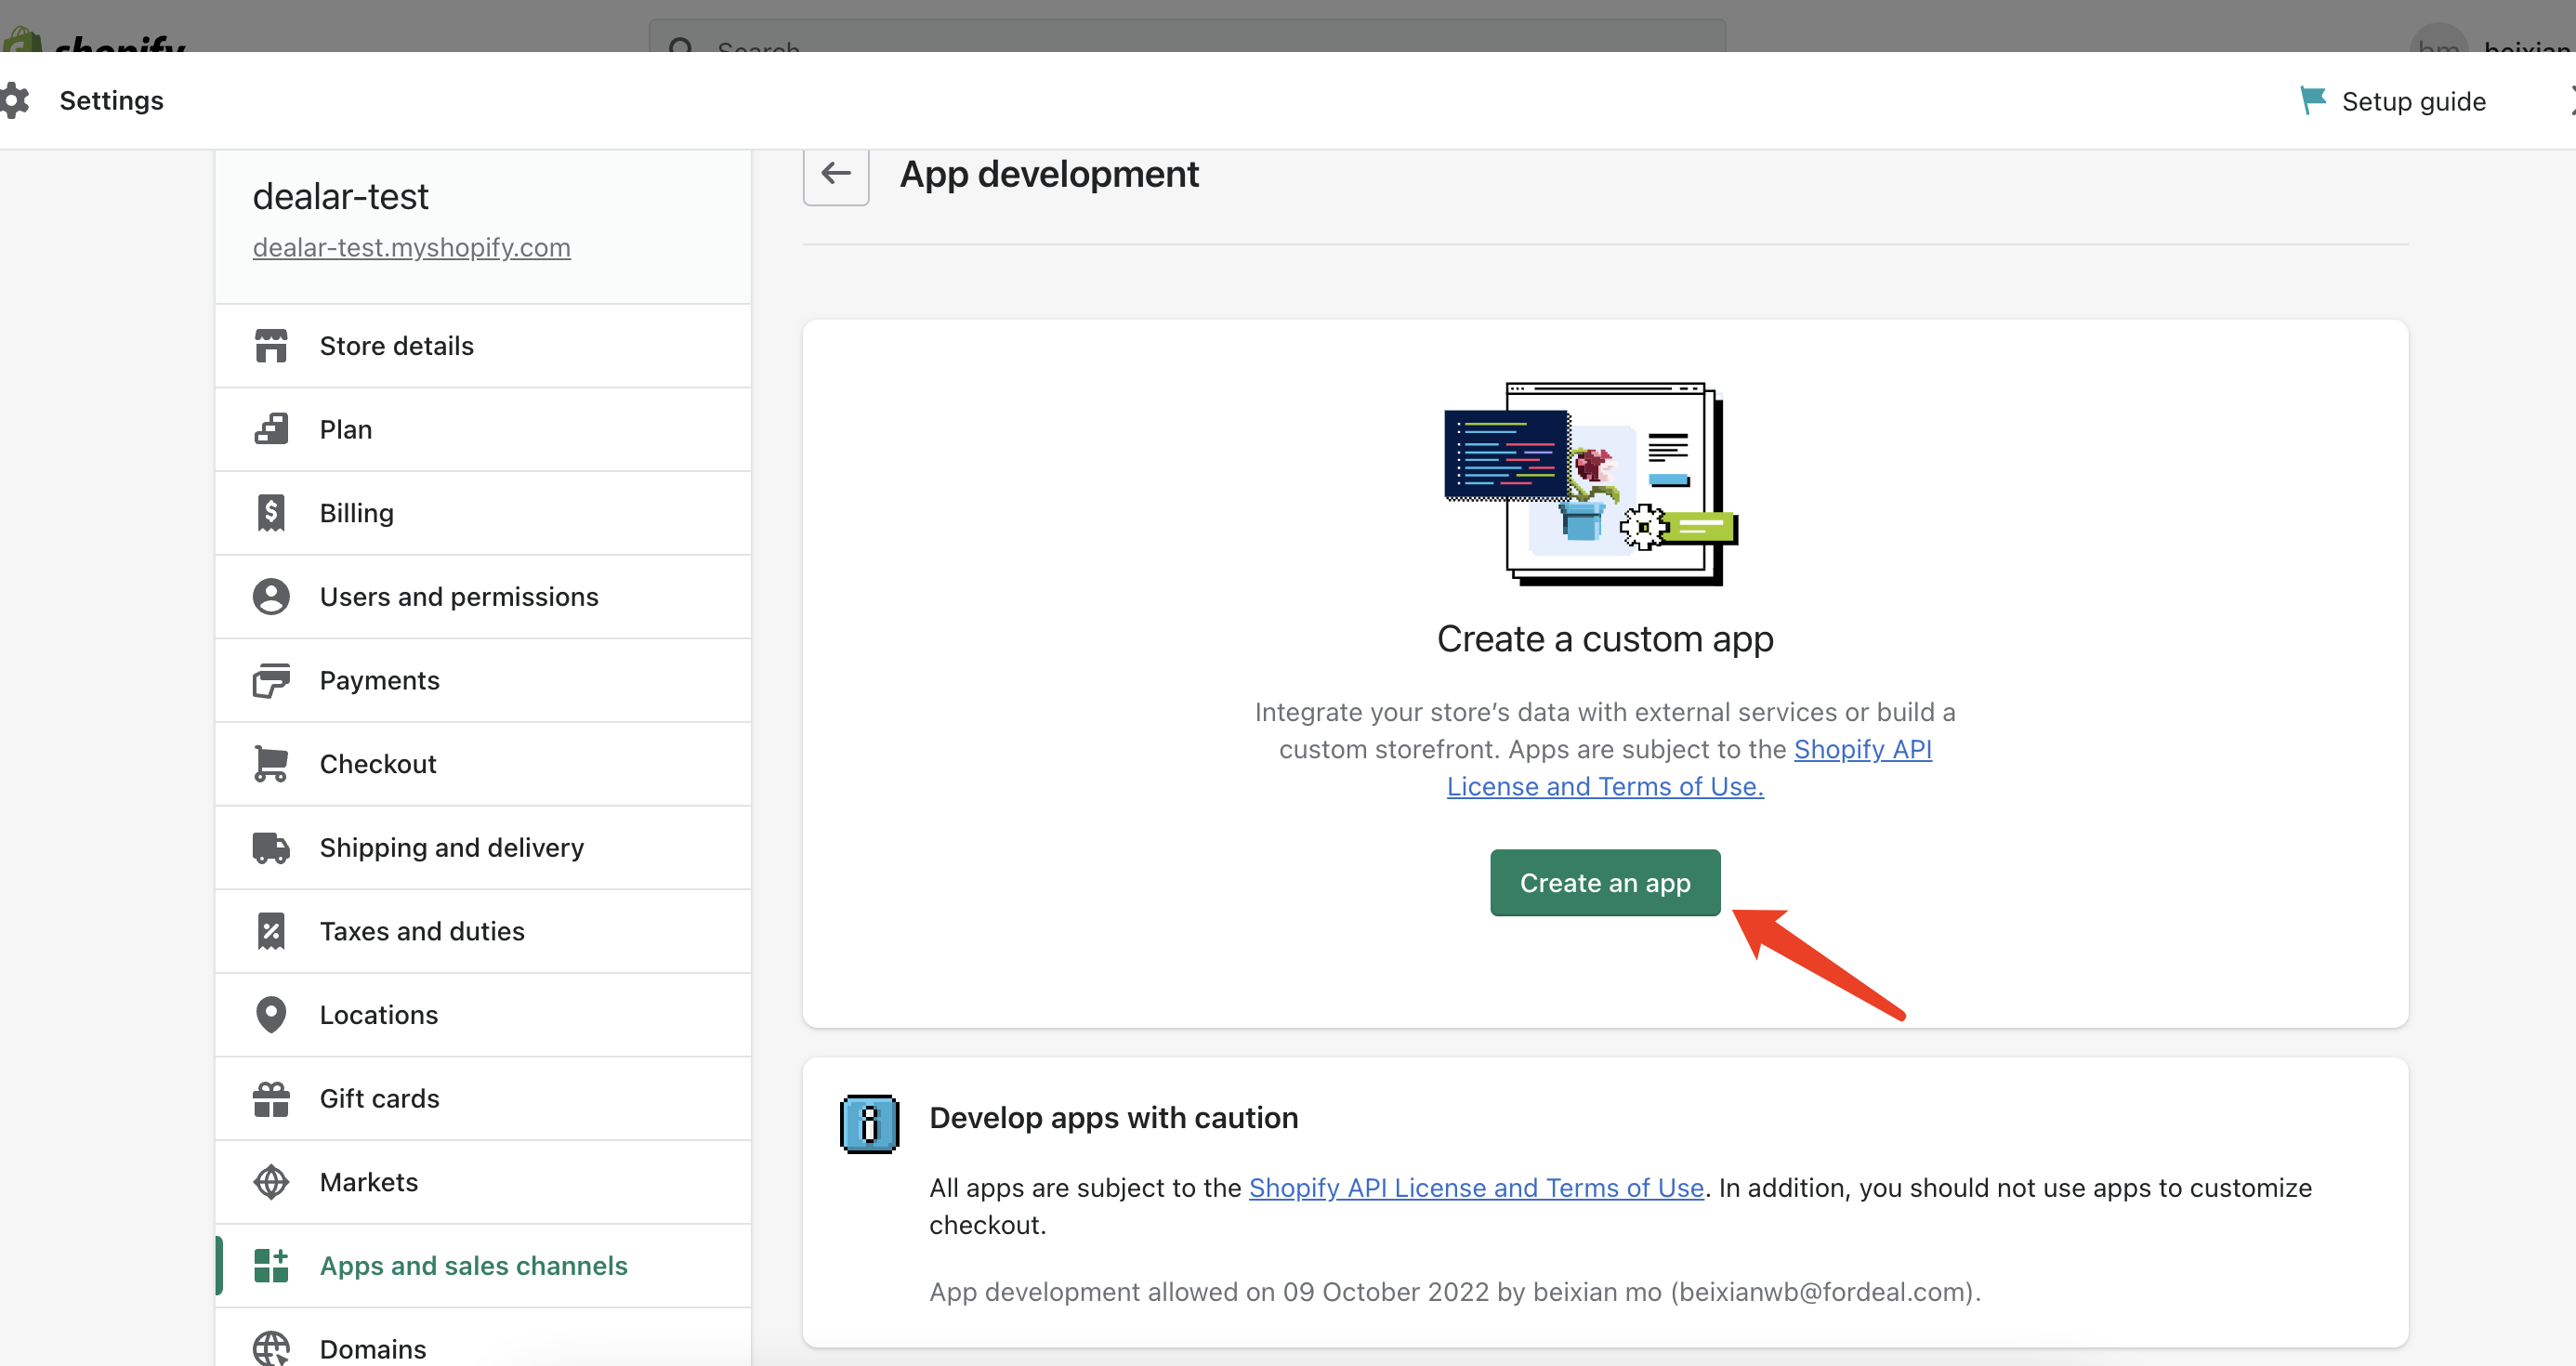 shopify
Search
beixian
Settings
Setup guide
dealar-test
dealar-test.myshopify.com
Store details
Plan
Billing
Users and permissions
Payments
Checkout
Shipping and delivery
Taxes and duties
Locations
Gift cards
Markets
Apps and sales channels
Domains
App development
Create a custom app
Integrate your store’s data with external services or build a
custom storefront. Apps are subject to the Shopify API
License and Terms of Use.
Create an app
Develop apps with caution
All apps are subject to the Shopify API License and Terms of Use. In addition, you should not use apps to customize
checkout.
App development allowed on 09 October 2022 by beixian mo (beixianwb@fordeal.com).